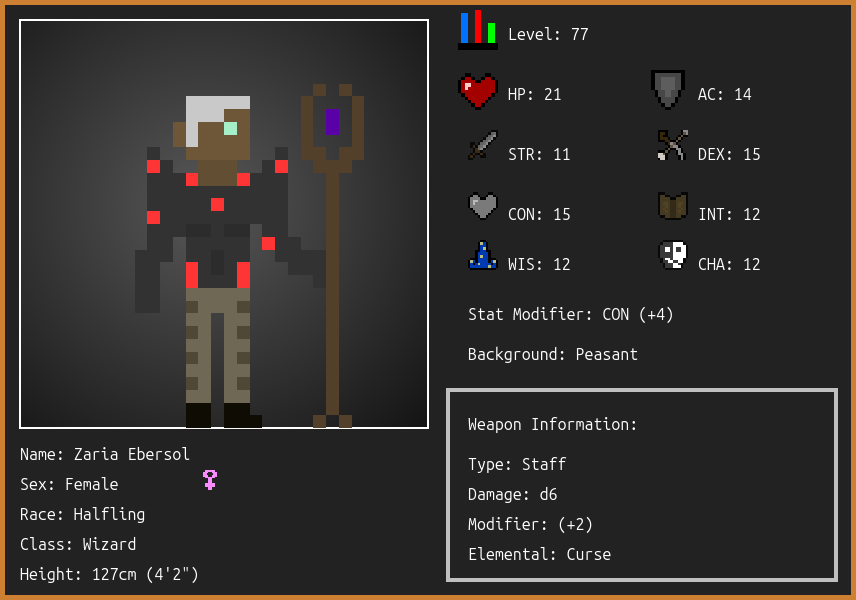 Level: 77
HP: 21
AC: 14
STR: 11
DEX: 15
CON: 15
INT: 12
WIS: 12
CHA: 12
Stat Modifier: CON (+4)
Background: Peasant
Weapon Information:
Type: Staff
Damage: d6
Modifier: (+2)
Elemental: Curse
Name: Zaria Ebersol
Sex: Female
Race: Halfling
Class: Wizard
Height: 127cm (4'2")